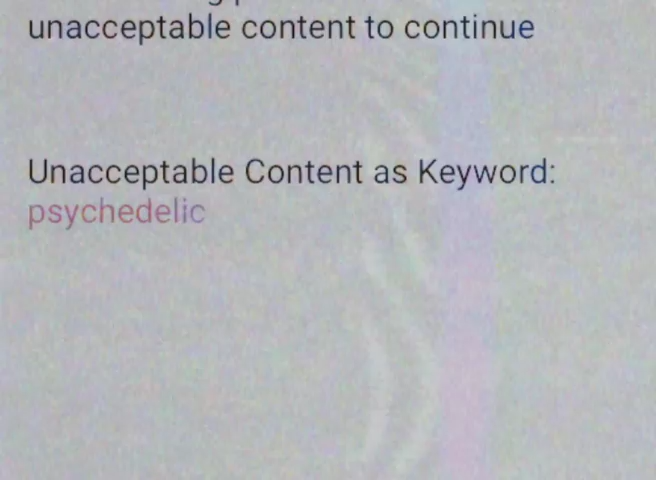 unacceptable content to continue
Unacceptable Content as Keyword:
psychedelic